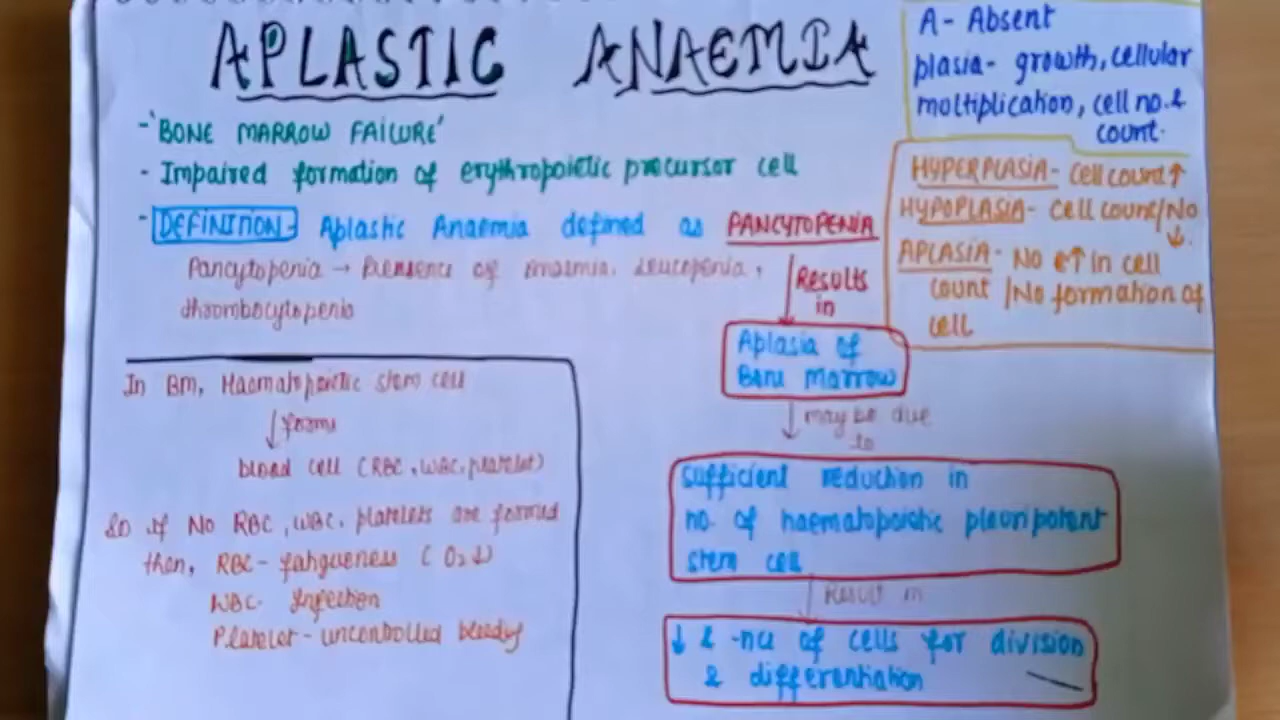 APLASTIC ANAEMIA
- 'BONE MARROW FAILURE'
- Impaired formation of erythropoietic precursor cell
- DEFINITION- Aplastic Anaemia defined as PANCYTOPENIA
Pancytopenia → Presence of Anaemia, Leucopenia,
thrombocytopenia
Results
in
Aplasia of
Bone Marrow
may be due
to
sufficient reduction in
no. of haematopoietic pleuripotent
stem cell
Result in
↓ & -nce of cells for division
& differentiation
A- Absent
plasia- growth, cellular
multiplication, cell no. &
count.
HYPERPLASIA- Cell count ↑
HYPOPLASIA- Cell count/No
↓.
APLASIA- No ↑ in cell
count /No formation of
cell
In BM, Haematopoietic stem cell
↓ forms
blood cell (RBC, WBC, platelet)
So if No RBC, WBC, platelets are formed
then, RBC- fatigueness (O2↓)
WBC- Infection
Platelet- uncontrolled bleedy